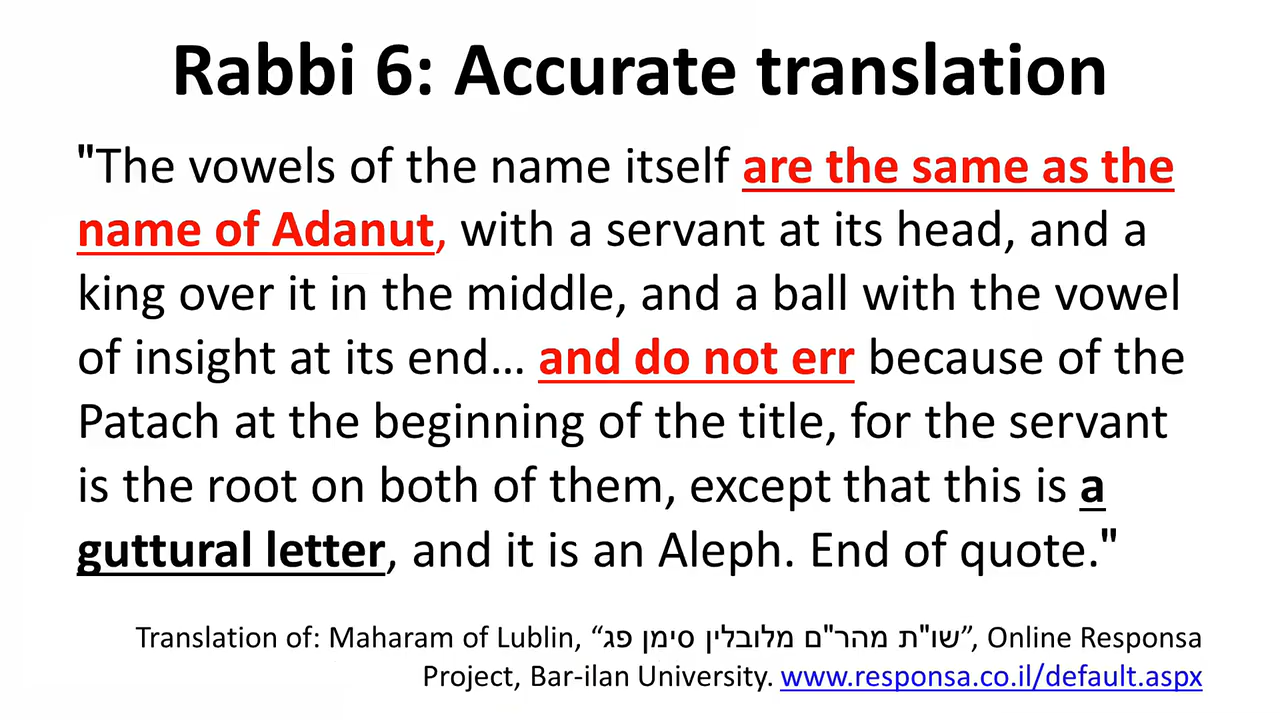 Rabbi 6: Accurate translation
"The vowels of the name itself are the same as the
name of Adanut, with a servant at its head, and a
king over it in the middle, and a ball with the vowel
of insight at its end... and do not err because of the
Patach at the beginning of the title, for the servant
is the root on both of them, except that this is a
guttural letter, and it is an Aleph. End of quote."
Translation of: Maharam of Lublin, “שו"ת מהר"ם מלובלין סימן פג”, Online Responsa
Project, Bar-ilan University. www.responsa.co.il/default.aspx